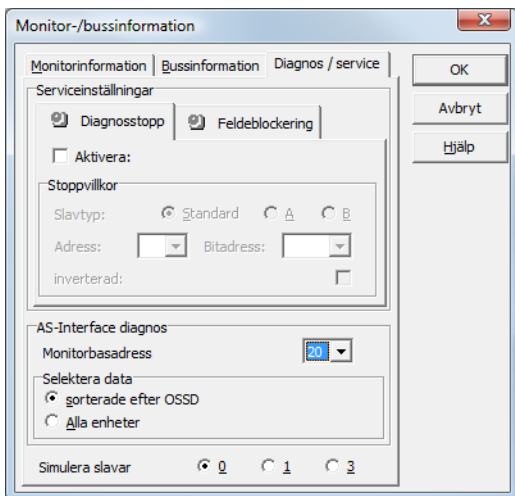 Monitor-/bussinformation
Monitorinformation Bussinformation Diagnos / service
OK
Avbryt
Hjälp
Serviceinställningar
Diagnosstopp Feldeblockering
Aktivera:
Stoppvillkor
Slavtyp: Standard A B
Adress: Bitadress:
inverterad:
AS-Interface diagnos
Monitorbasadress 20
Selektera data
sorterade efter OSSD
Alla enheter
Simulera slavar 0 1 3